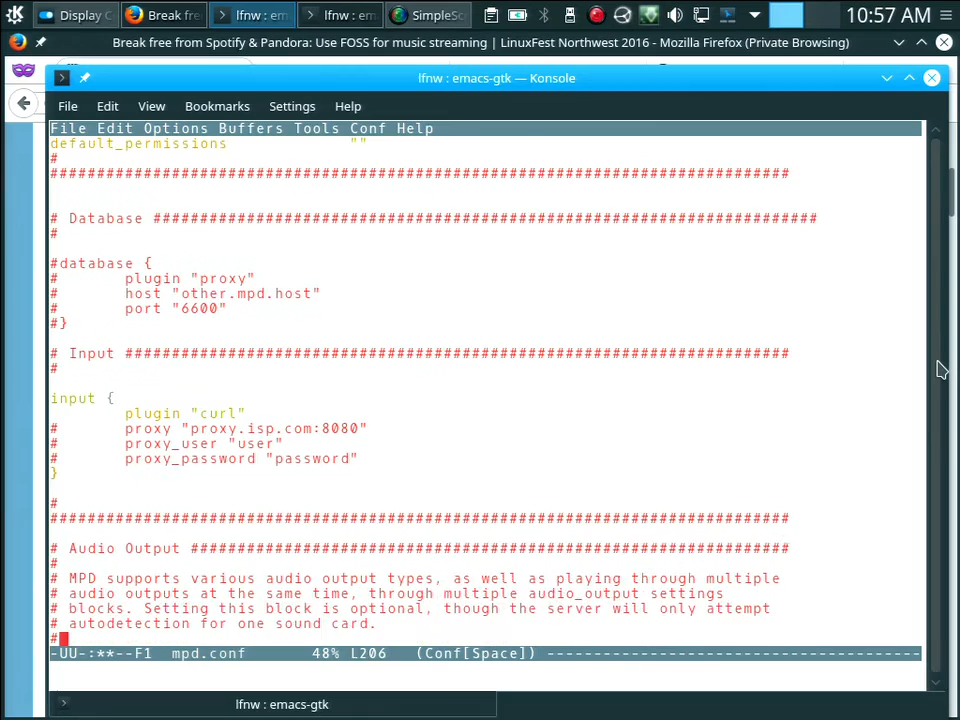 Display C
Break fre
lfnw : em
lfnw : em
SimpleSc
10:57 AM
Break free from Spotify & Pandora: Use FOSS for music streaming | LinuxFest Northwest 2016 - Mozilla Firefox (Private Browsing)
lfnw : emacs-gtk — Konsole
File Edit View Bookmarks Settings Help
File Edit Options Buffers Tools Conf Help
default_permissions ""
#
###############################################################################
# Database #######################################################################
#
#database {
# plugin "proxy"
# host "other.mpd.host"
# port "6600"
#}
# Input #######################################################################
#
input {
plugin "curl"
# proxy "proxy.isp.com:8080"
# proxy_user "user"
# proxy_password "password"
}
#
###############################################################################
# Audio Output ################################################################
#
# MPD supports various audio output types, as well as playing through multiple
# audio outputs at the same time, through multiple audio_output settings
# blocks. Setting this block is optional, though the server will only attempt
# autodetection for one sound card.
#
-UU-:**--F1 mpd.conf 48% L206 (Conf[Space]) ----------------------------------------
lfnw : emacs-gtk